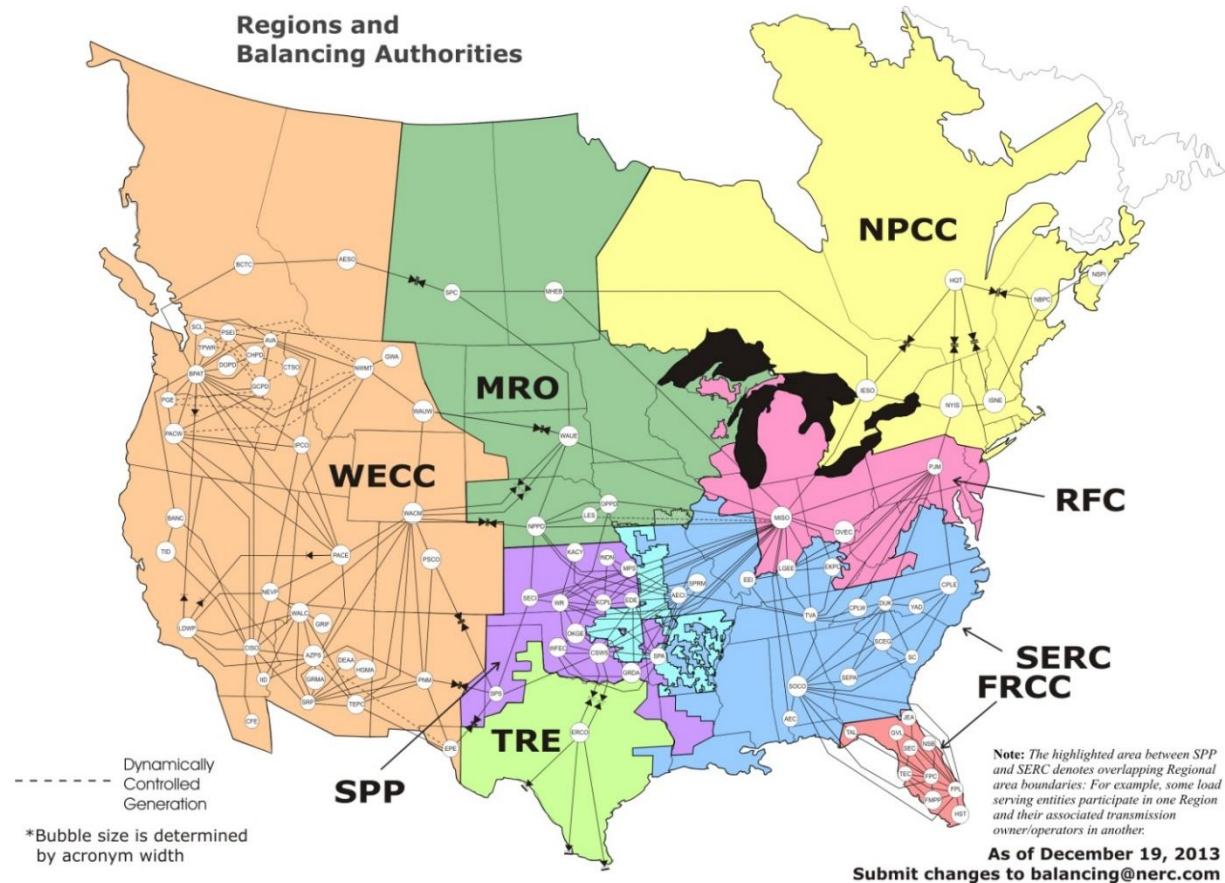 Regions and
Balancing Authorities
NPCC
HQT
NSPI
NBPC
BCTC
AESO
SPC
MHEB
SCL
PSEI
AVA
TPWR
CHPD
DOPD
CTSO
GWA
NWMT
BPAT
GCPD
PGE
WAUW
PACW
IPCO
MRO
WAUE
IESO
NYIS
ISNE
WECC
PJM
RFC
WACM
OPPD
LES
NPPD
MISO
OVEC
BANC
TID
PACE
PSCO
KACY
INDN
MPS
SPRM
AECI
EEI
LGEE
EKPC
CPLE
NEVP
SECI
WR
KCPL
EDE
TVA
CPLW
DUK
YAD
LDWP
WALC
GRIF
OKGE
WFEC
CSWS
SPA
SCEG
SC
SERC
CISO
AZPS
DEAA
HGMA
GRMA
IID
PNM
SRP
TEPC
SPS
GRDA
SOCO
SEPA
FRCC
CFE
EPE
TRE
ERCO
AEC
JEA
TAL
GVL
NSB
SEC
TEC
FPC
FPL
FMPP
HST
SPP
Dynamically
Controlled
Generation
*Bubble size is determined
by acronym width
Note: The highlighted area between SPP
and SERC denotes overlapping Regional
area boundaries: For example, some load
serving entities participate in one Region
and their associated transmission
owner/operators in another.
As of December 19, 2013
Submit changes to balancing@nerc.com